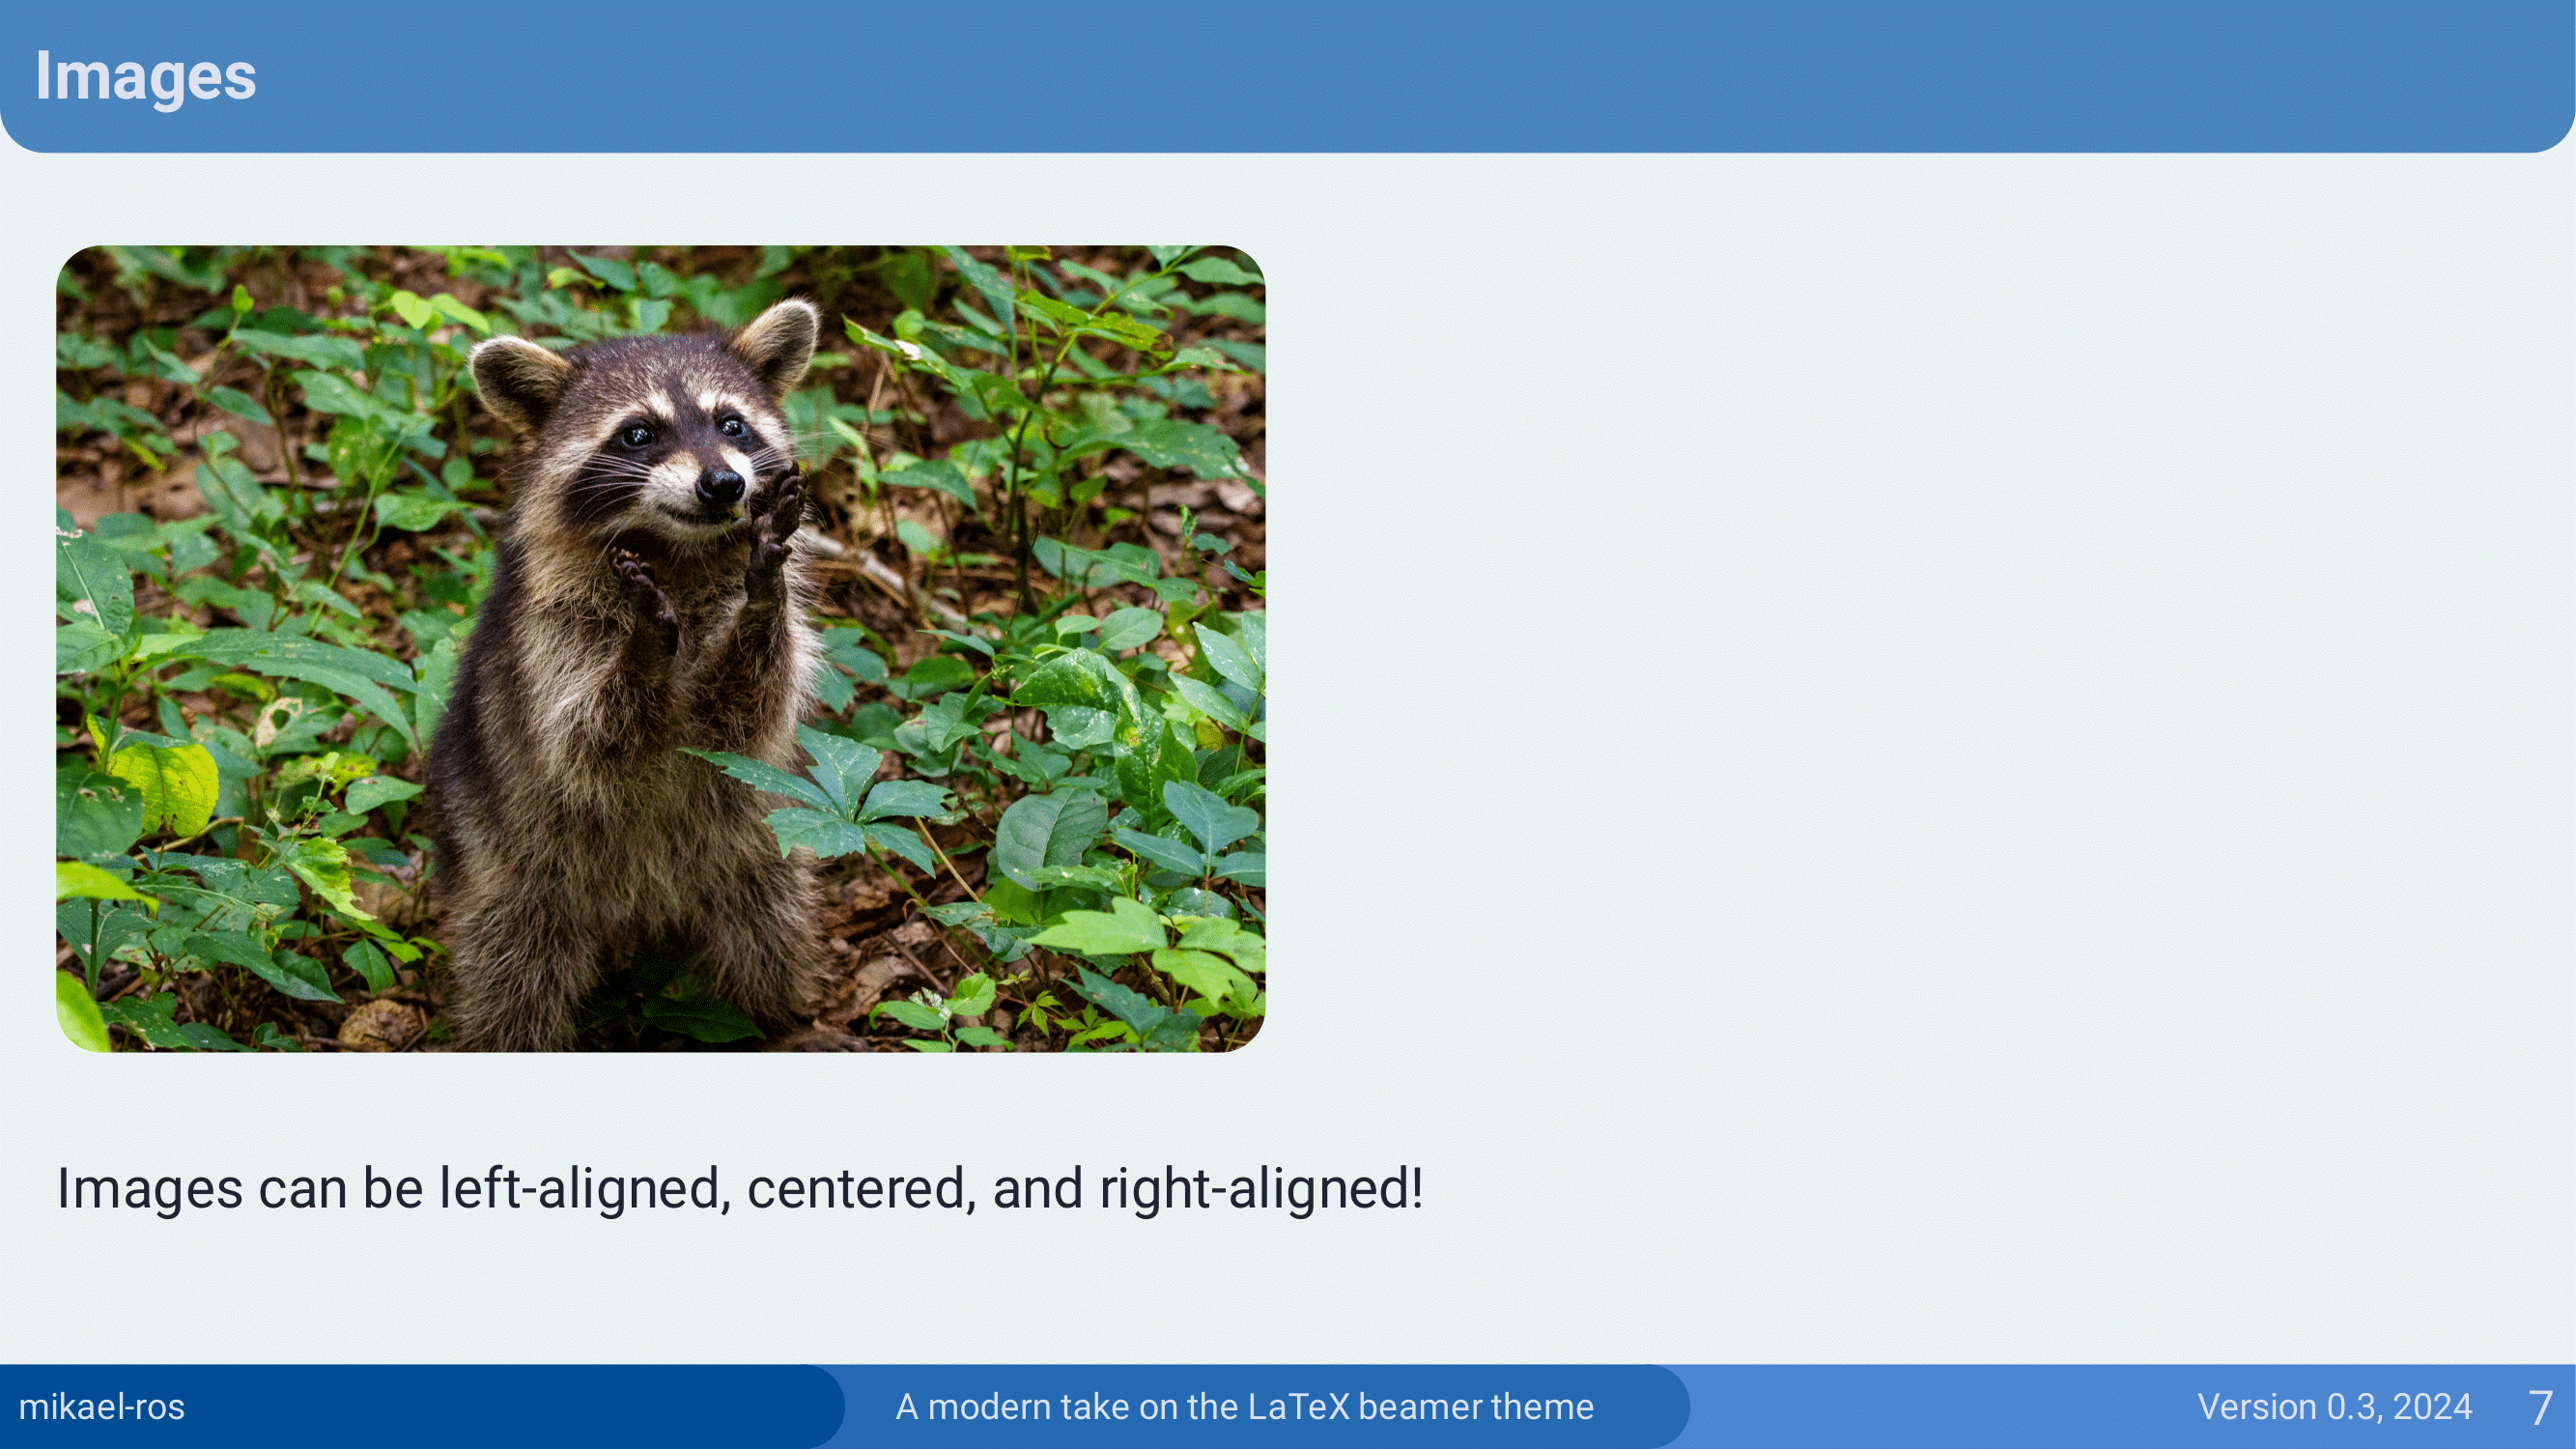 Images
Images can be left-aligned, centered, and right-aligned!
mikael-ros
A modern take on the LaTeX beamer theme
Version 0.3, 2024
7